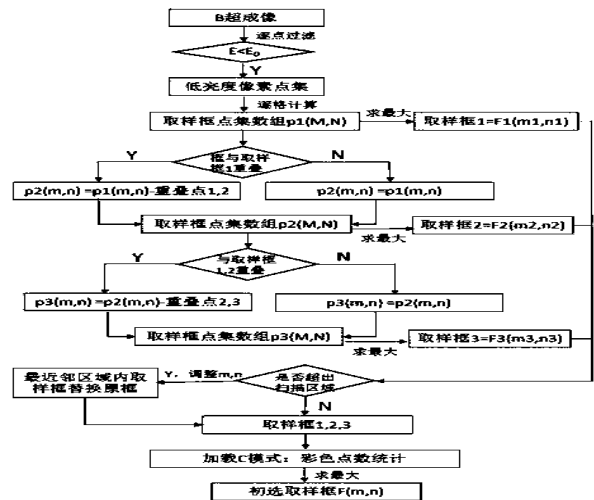 B超成像
逐点过滤
E<E₀
Y
低亮度像素点集
逐格计算
取样框点集数组p1(M,N)
求最大
取样框1=F1(m1,n1)
Y
框与取样
框1重叠
N
p2(m,n)=p1(m,n)-重叠点1,2
p2(m,n)=p1(m,n)
取样框点集数组p2(M,N)
求最大
取样框2=F2(m2,n2)
Y
与取样框
1,2重叠
N
p3(m,n)=p2(m,n)-重叠点2,3
p3(m,n)=p2(m,n)
取样框点集数组p3(M,N)
求最大
取样框3=F3(m3,n3)
最近邻区域内取
样框替换原框
Y，调整m,n
是否超出
扫描区域
N
取样框1,2,3
加载C模式：彩色点数统计
求最大
初选取样框F(m,n)